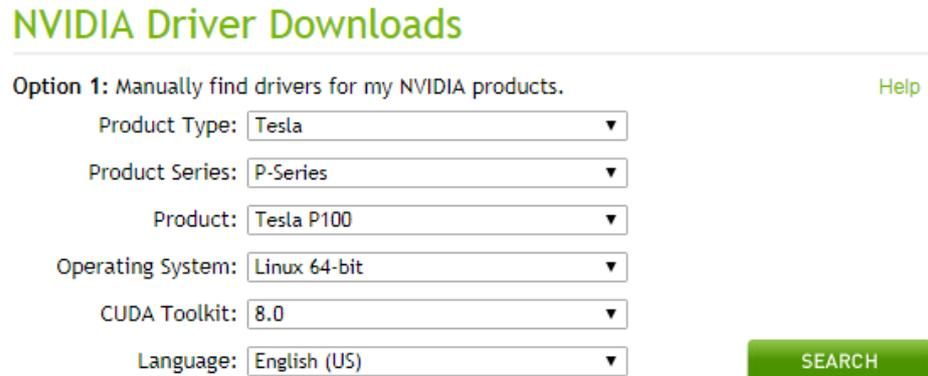 NVIDIA Driver Downloads
Option 1: Manually find drivers for my NVIDIA products. Help
Product Type: Tesla
Product Series: P-Series
Product: Tesla P100
Operating System: Linux 64-bit
CUDA Toolkit: 8.0
Language: English (US)
SEARCH